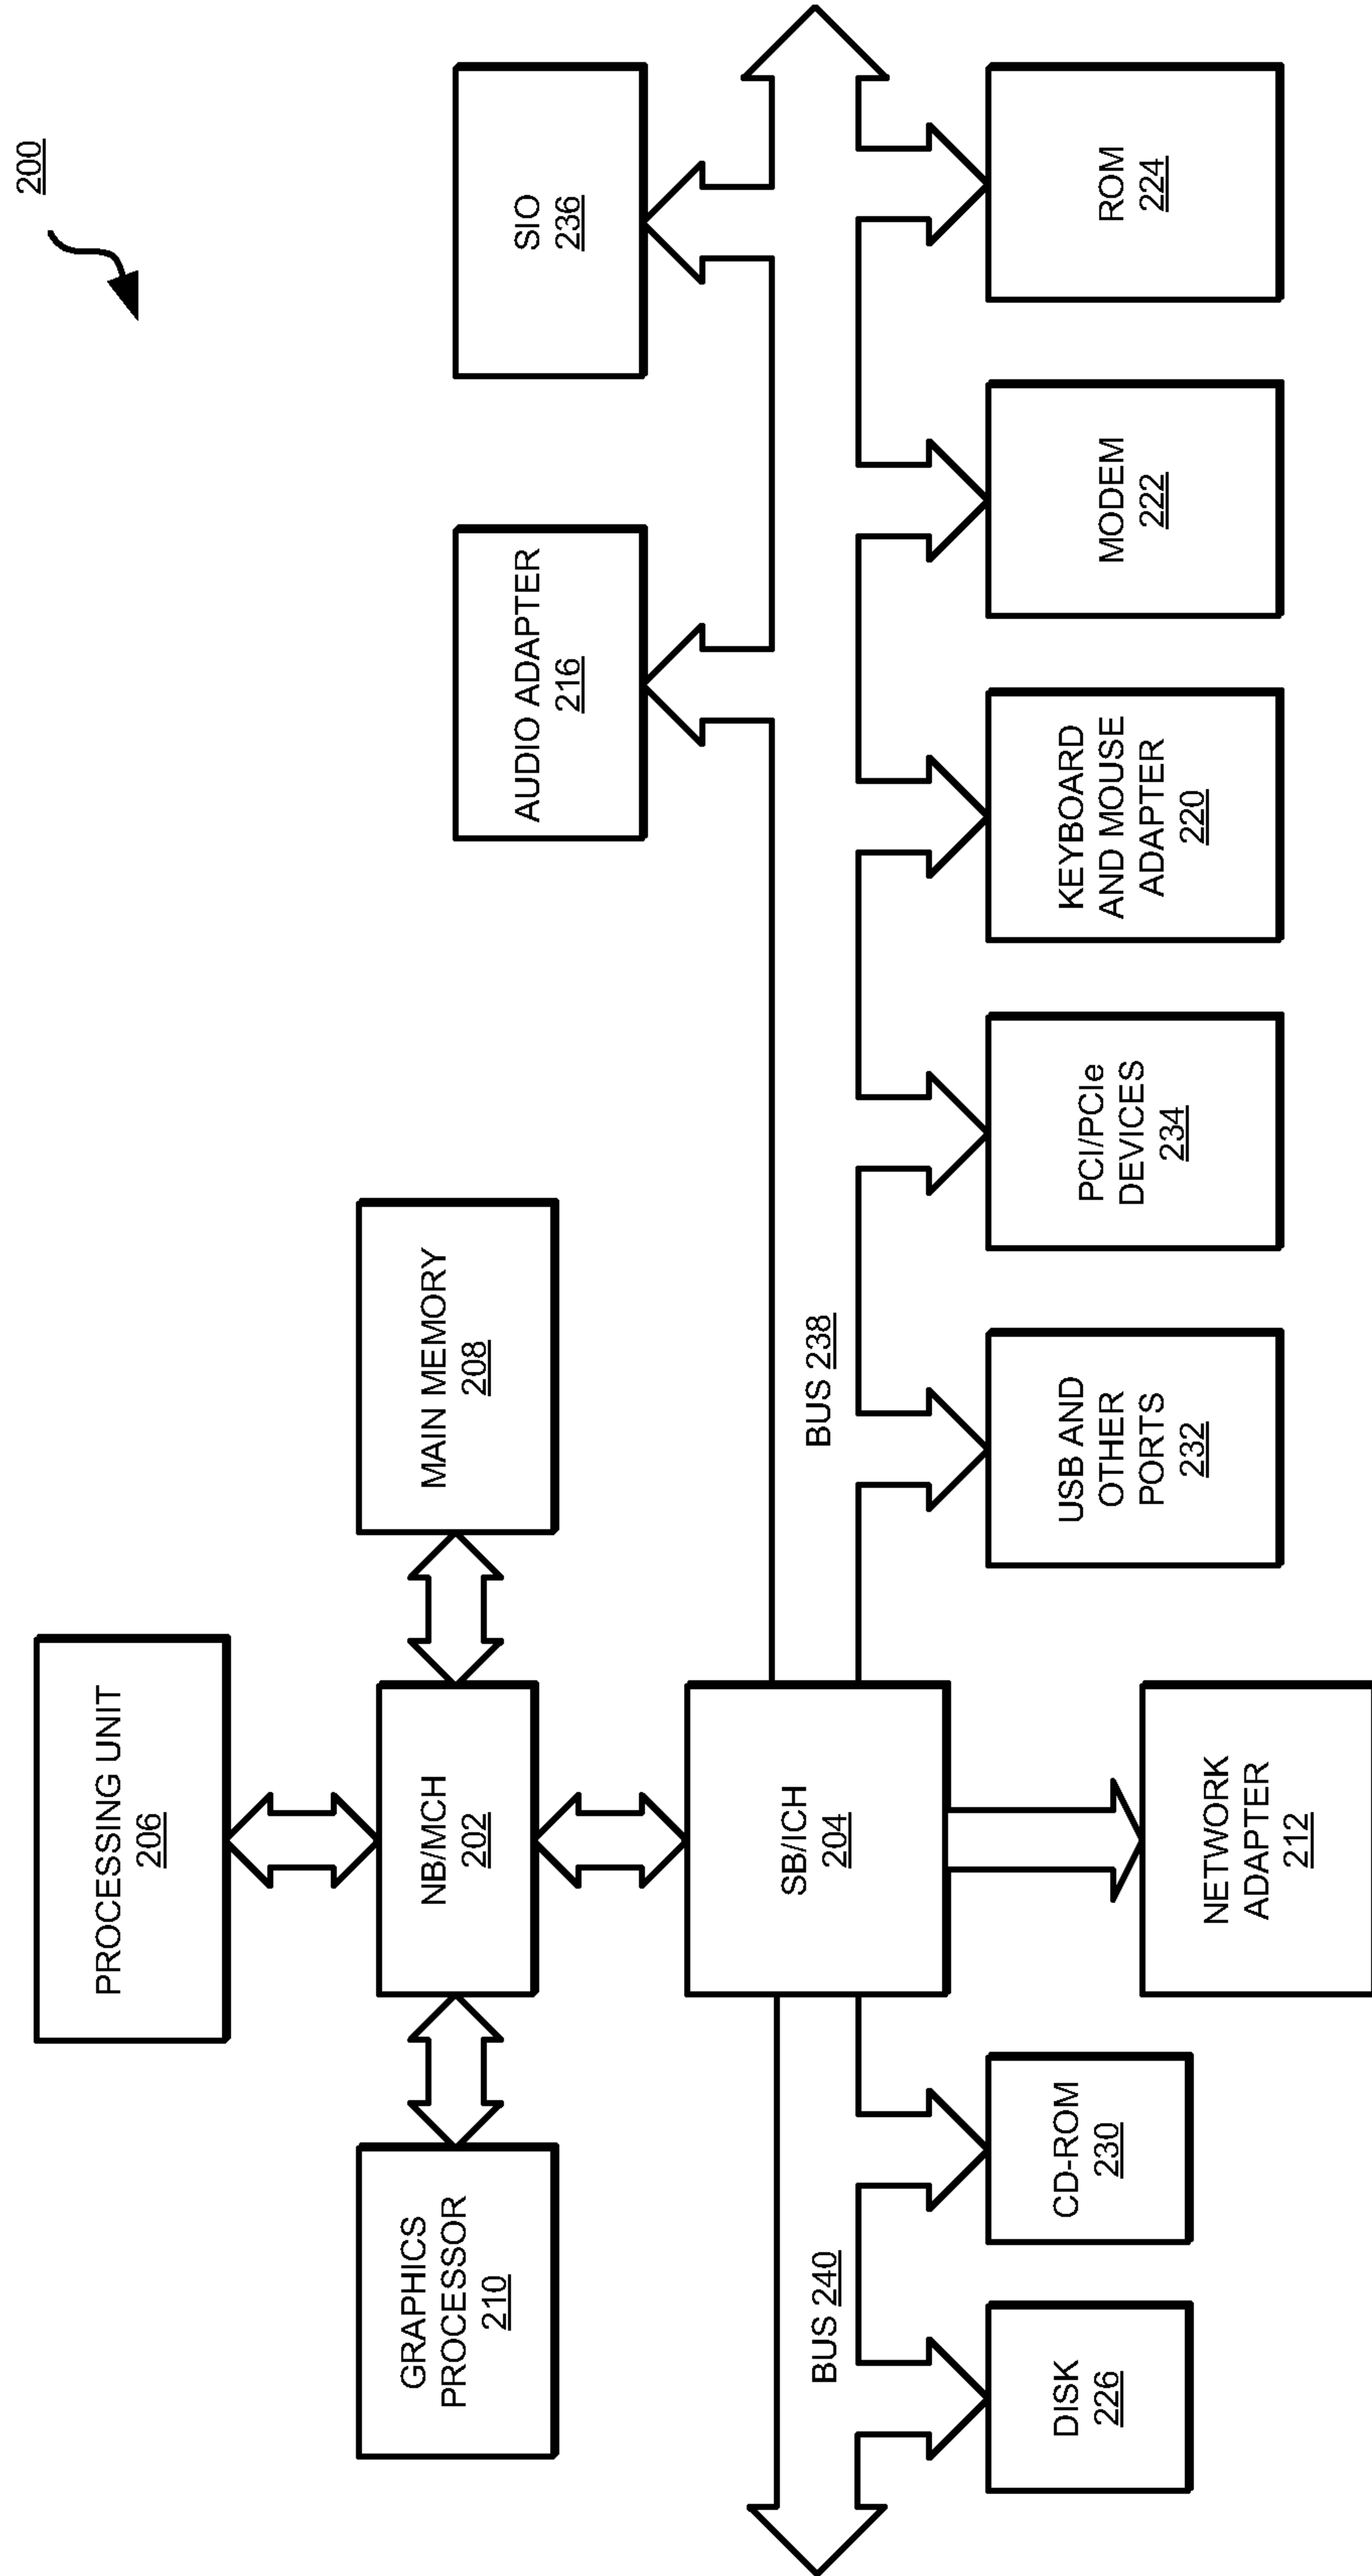 200
PROCESSING UNIT
206
GRAPHICS
PROCESSOR
210
NB/MCH
202
MAIN MEMORY
208
AUDIO ADAPTER
216
SIO
236
SB/ICH
204
BUS 240
BUS 238
DISK
226
CD-ROM
230
USB AND
OTHER
PORTS
232
PCI/PCIe
DEVICES
234
KEYBOARD
AND MOUSE
ADAPTER
220
MODEM
222
ROM
224
NETWORK
ADAPTER
212